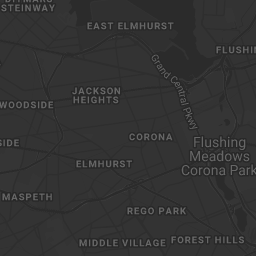 DITMARS
STEINWAY
EAST ELMHURST
FLUSHIN
Grand Central Pkwy
JACKSON
HEIGHTS
WOODSIDE
CORONA
SIDE
Flushing
Meadows
Corona Park
ELMHURST
MASPETH
REGO PARK
MIDDLE VILLAGE
FOREST HILLS